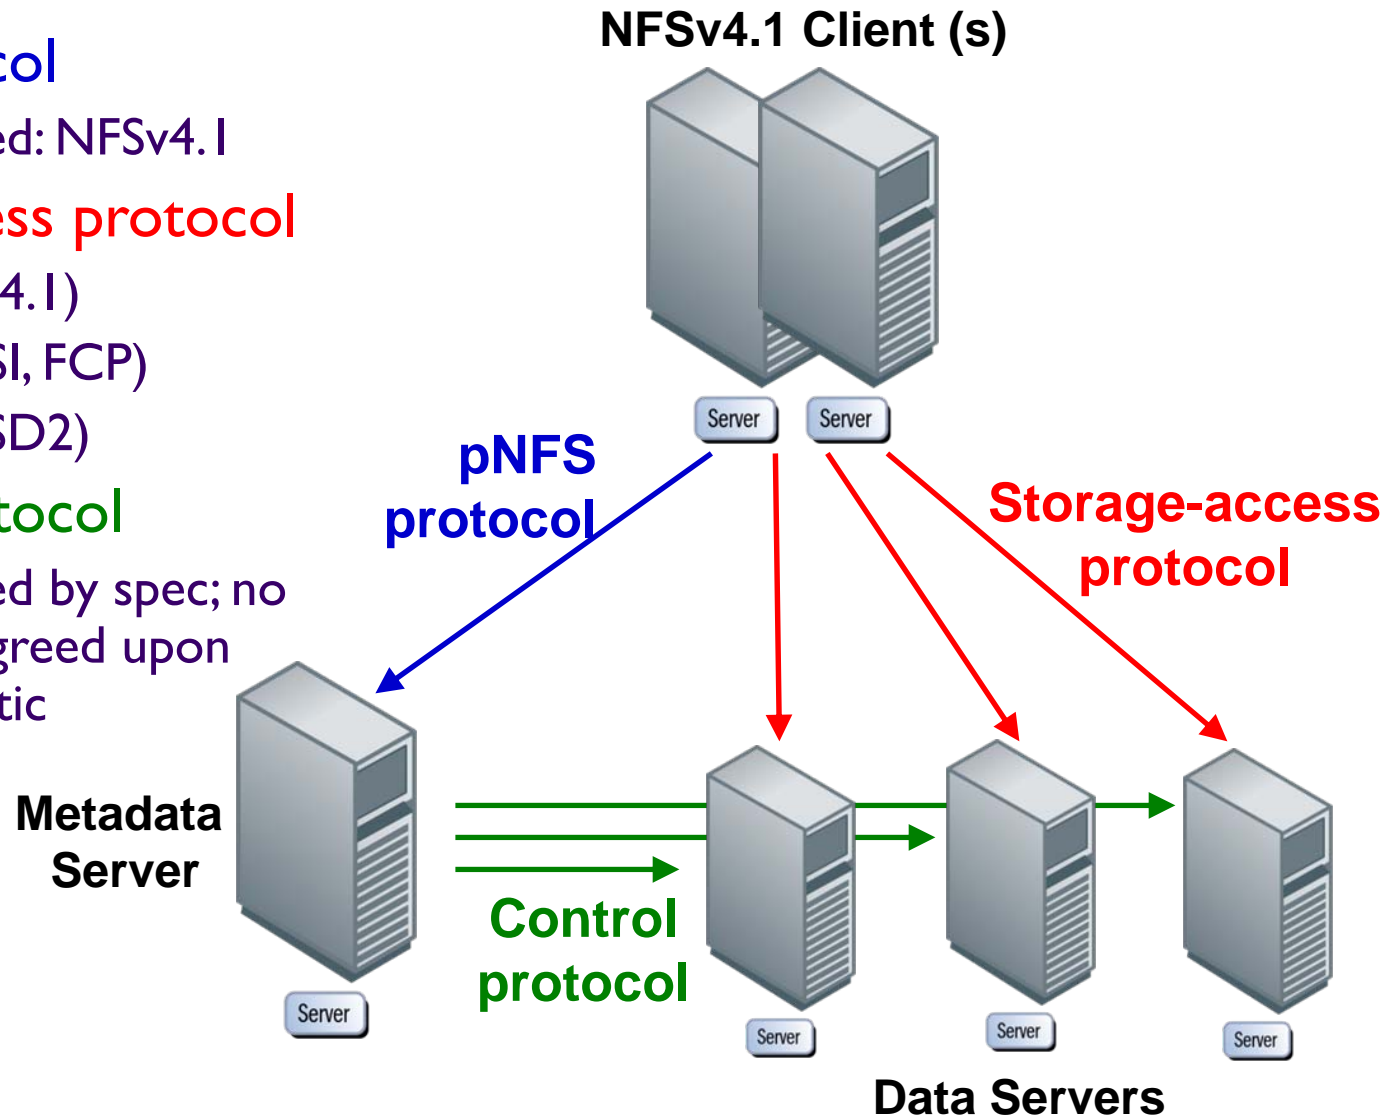 NFSv4.1 Client (s)
col
ed: NFSv4.1
ess protocol
4.1)
SI, FCP)
SD2)
tocol
ed by spec; no
greed upon
tic
Server
Server
pNFS
protocol
Storage-access
protocol
Metadata
Server
Control
protocol
Server
Server
Server
Server
Data Servers